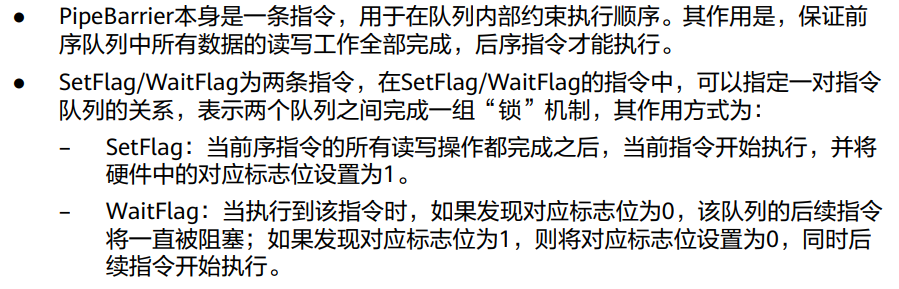 ● PipeBarrier本身是一条指令，用于在队列内部约束执行顺序。其作用是，保证前
序队列中所有数据的读写工作全部完成，后序指令才能执行。
● SetFlag/WaitFlag为两条指令，在SetFlag/WaitFlag的指令中，可以指定一对指令
队列的关系，表示两个队列之间完成一组“锁”机制，其作用方式为：
– SetFlag：当前序指令的所有读写操作都完成之后，当前指令开始执行，并将
硬件中的对应标志位设置为1。
– WaitFlag：当执行到该指令时，如果发现对应标志位为0，该队列的后续指令
将一直被阻塞；如果发现对应标志位为1，则将对应标志位设置为0，同时后
续指令开始执行。